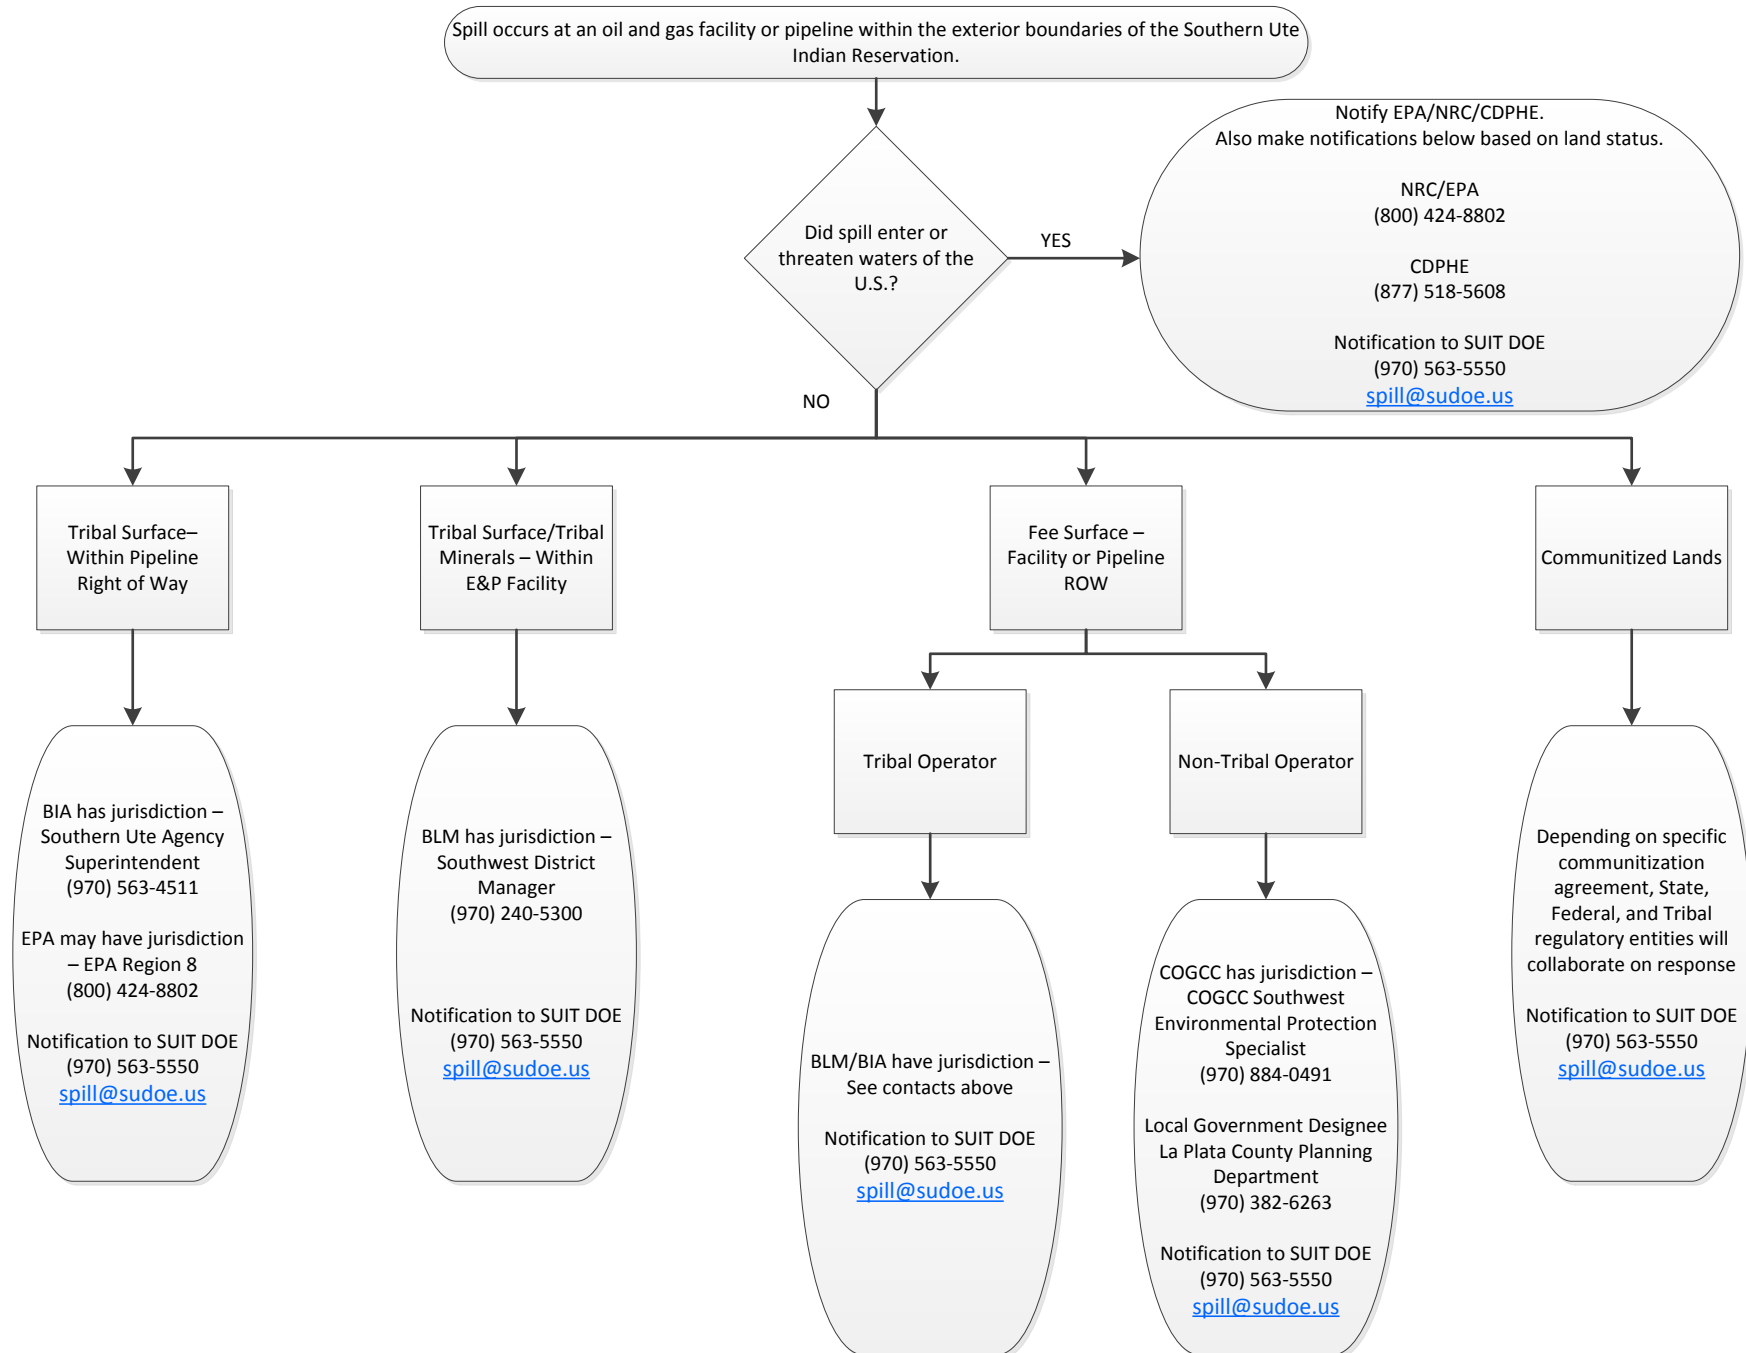 Spill occurs at an oil and gas facility or pipeline within the exterior boundaries of the Southern Ute
Indian Reservation.
Did spill enter or
threaten waters of the
U.S.?
YES
Notify EPA/NRC/CDPHE.
Also make notifications below based on land status.
NRC/EPA
(800) 424-8802
CDPHE
(877) 518-5608
Notification to SUIT DOE
(970) 563-5550
spill@sudoe.us
NO
Tribal Surface–
Within Pipeline
Right of Way
Tribal Surface/Tribal
Minerals – Within
E&P Facility
Fee Surface –
Facility or Pipeline
ROW
Communitized Lands
Tribal Operator
Non-Tribal Operator
BIA has jurisdiction –
Southern Ute Agency
Superintendent
(970) 563-4511
EPA may have jurisdiction
– EPA Region 8
(800) 424-8802
Notification to SUIT DOE
(970) 563-5550
spill@sudoe.us
BLM has jurisdiction –
Southwest District
Manager
(970) 240-5300
Notification to SUIT DOE
(970) 563-5550
spill@sudoe.us
BLM/BIA have jurisdiction –
See contacts above
Notification to SUIT DOE
(970) 563-5550
spill@sudoe.us
COGCC has jurisdiction –
COGCC Southwest
Environmental Protection
Specialist
(970) 884-0491
Local Government Designee
La Plata County Planning
Department
(970) 382-6263
Notification to SUIT DOE
(970) 563-5550
spill@sudoe.us
Depending on specific
communitization
agreement, State,
Federal, and Tribal
regulatory entities will
collaborate on response
Notification to SUIT DOE
(970) 563-5550
spill@sudoe.us